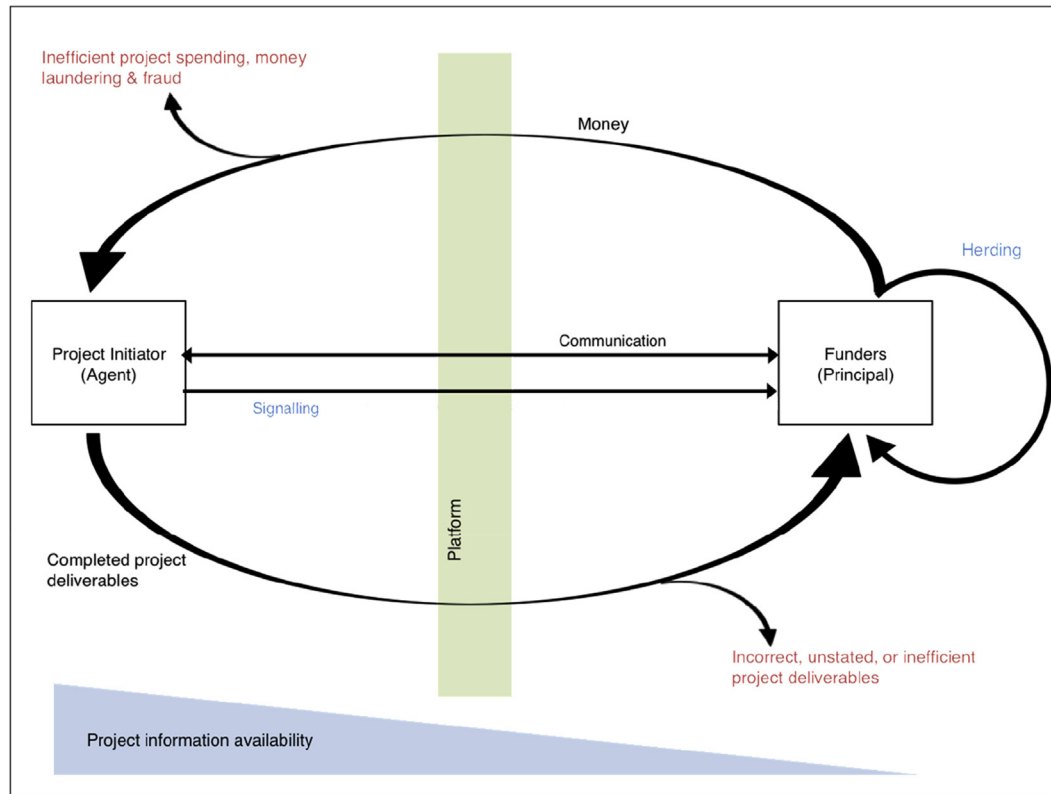 Inefficient project spending, money
laundering & fraud
Money
Herding
Project Initiator
(Agent)
Communication
Funders
(Principal)
Signalling
Platform
Completed project
deliverables
Incorrect, unstated, or inefficient
project deliverables
Project information availability